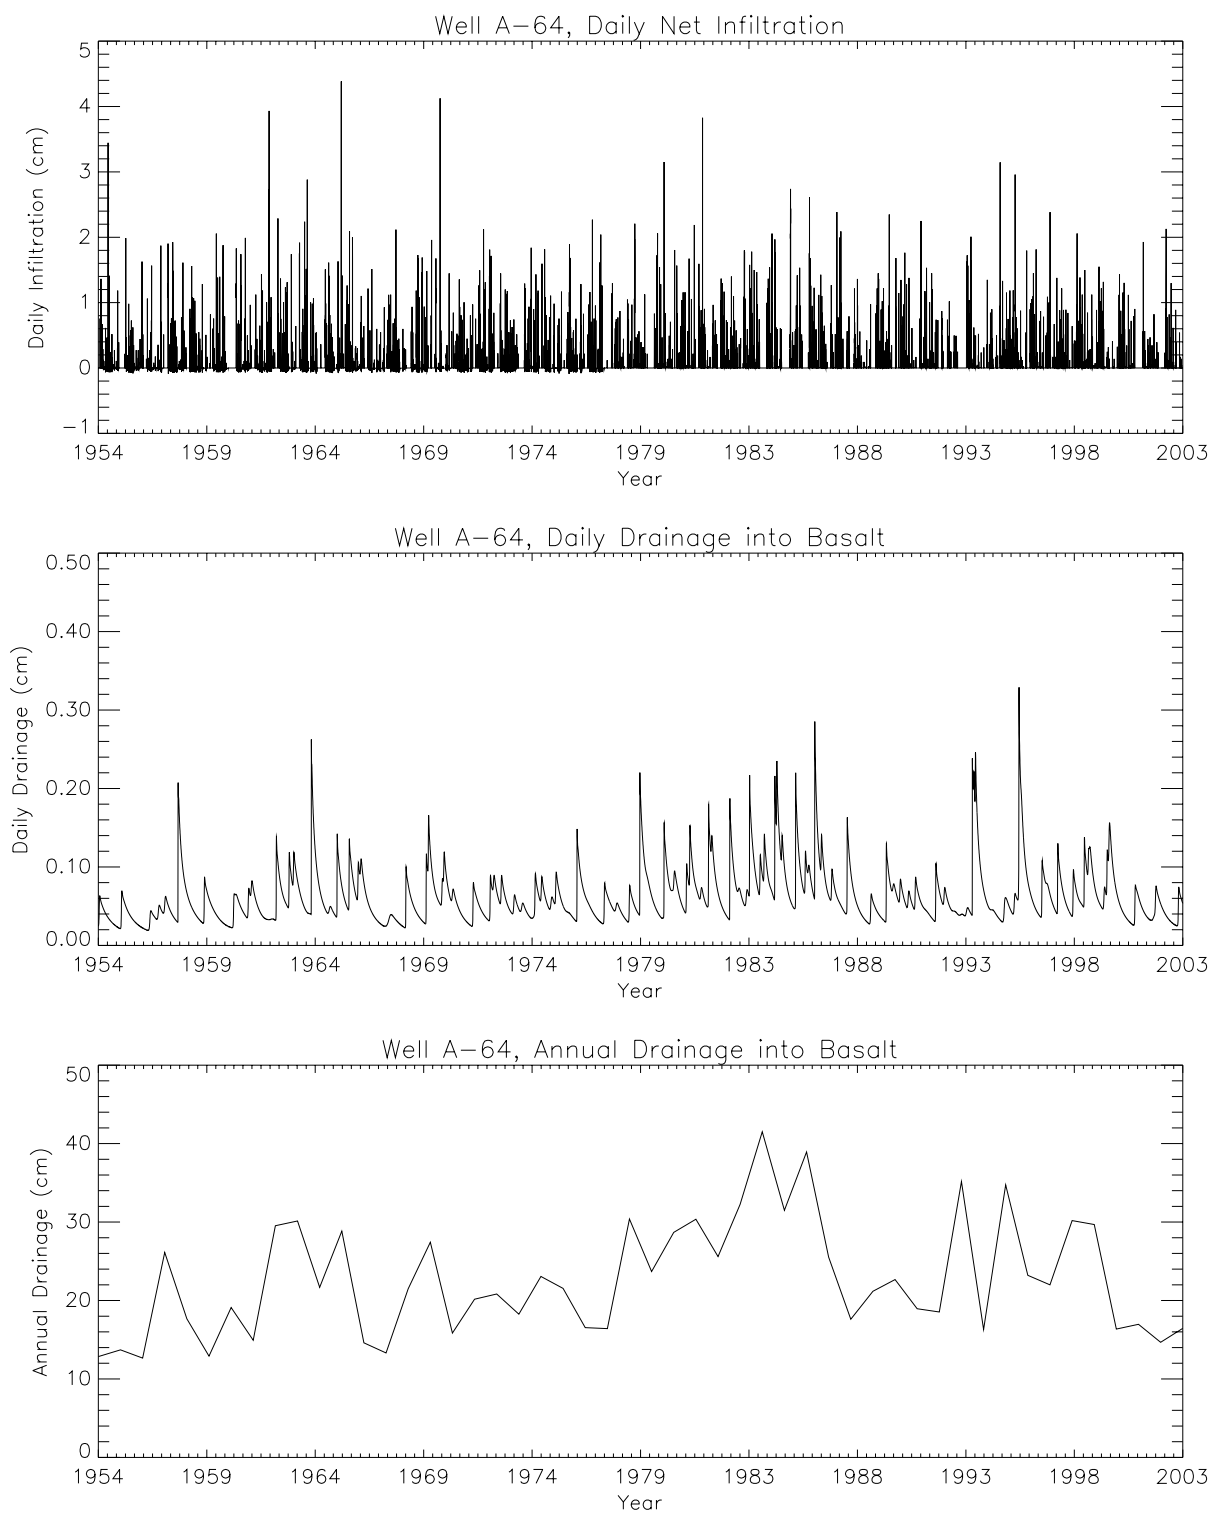 Well A-64, Daily Net Infiltration
5
4
3
2
1
0
-1
Daily Infiltration (cm)
1954 1959 1964 1969 1974 1979 1983 1988 1993 1998 2003
Year
Well A-64, Daily Drainage into Basalt
0.50
0.40
0.30
0.20
0.10
0.00
Daily Drainage (cm)
1954 1959 1964 1969 1974 1979 1983 1988 1993 1998 2003
Year
Well A-64, Annual Drainage into Basalt
50
40
30
20
10
0
Annual Drainage (cm)
1954 1959 1964 1969 1974 1979 1983 1988 1993 1998 2003
Year